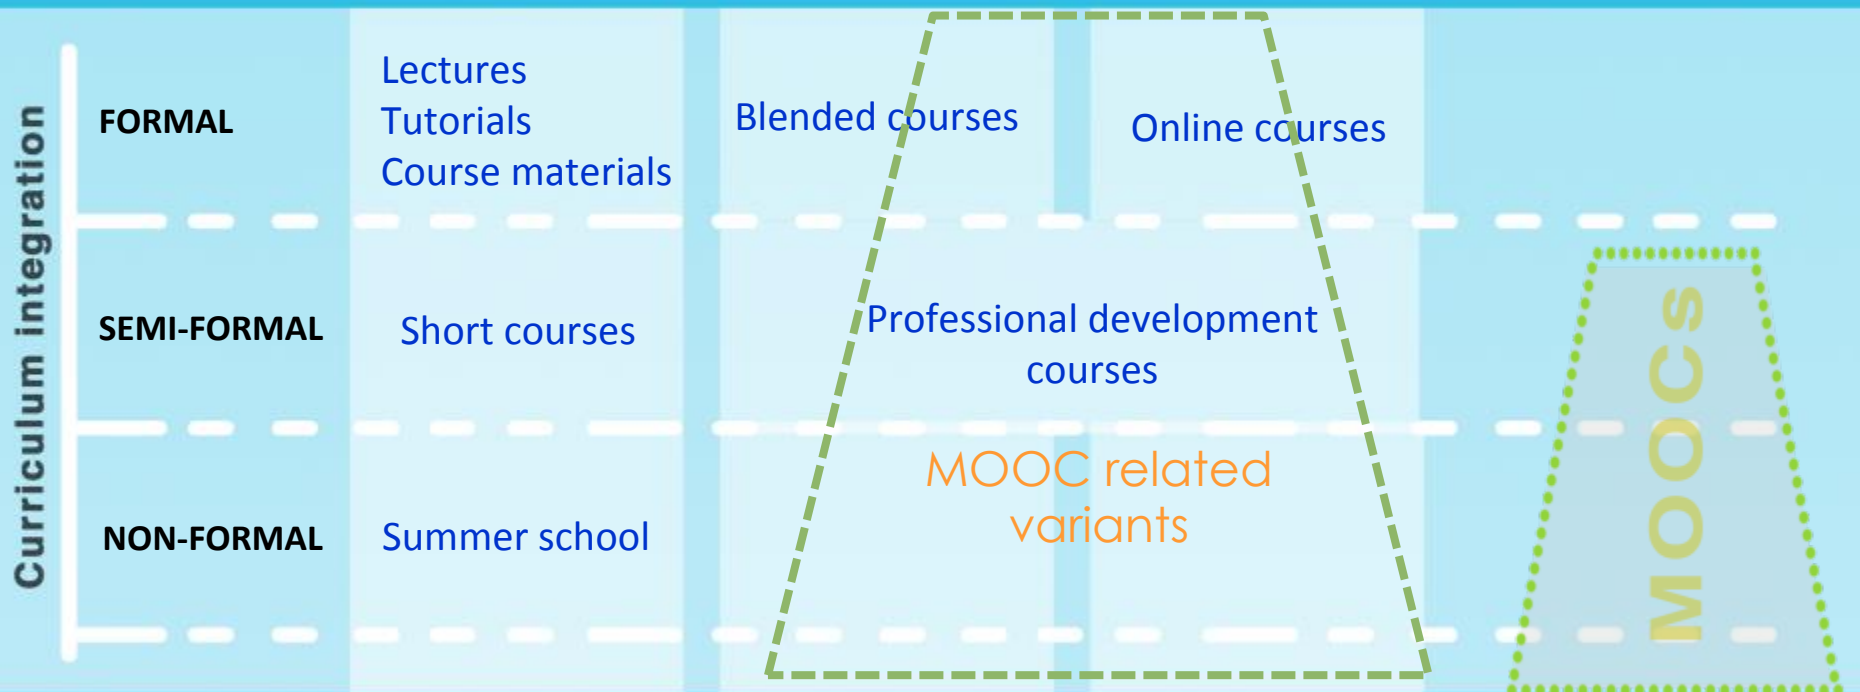 Curriculum integration
FORMAL
Lectures
Tutorials
Course materials
Blended courses
Online courses
SEMI-FORMAL
Short courses
Professional development
courses
NON-FORMAL
Summer school
MOOC related
variants
MOOCs